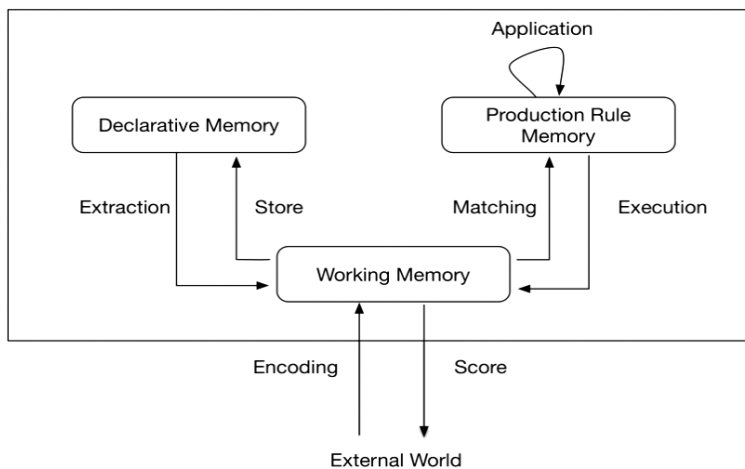 Application
Declarative Memory
Production Rule
Memory
Extraction
Store
Matching
Execution
Working Memory
Encoding
Score
External World